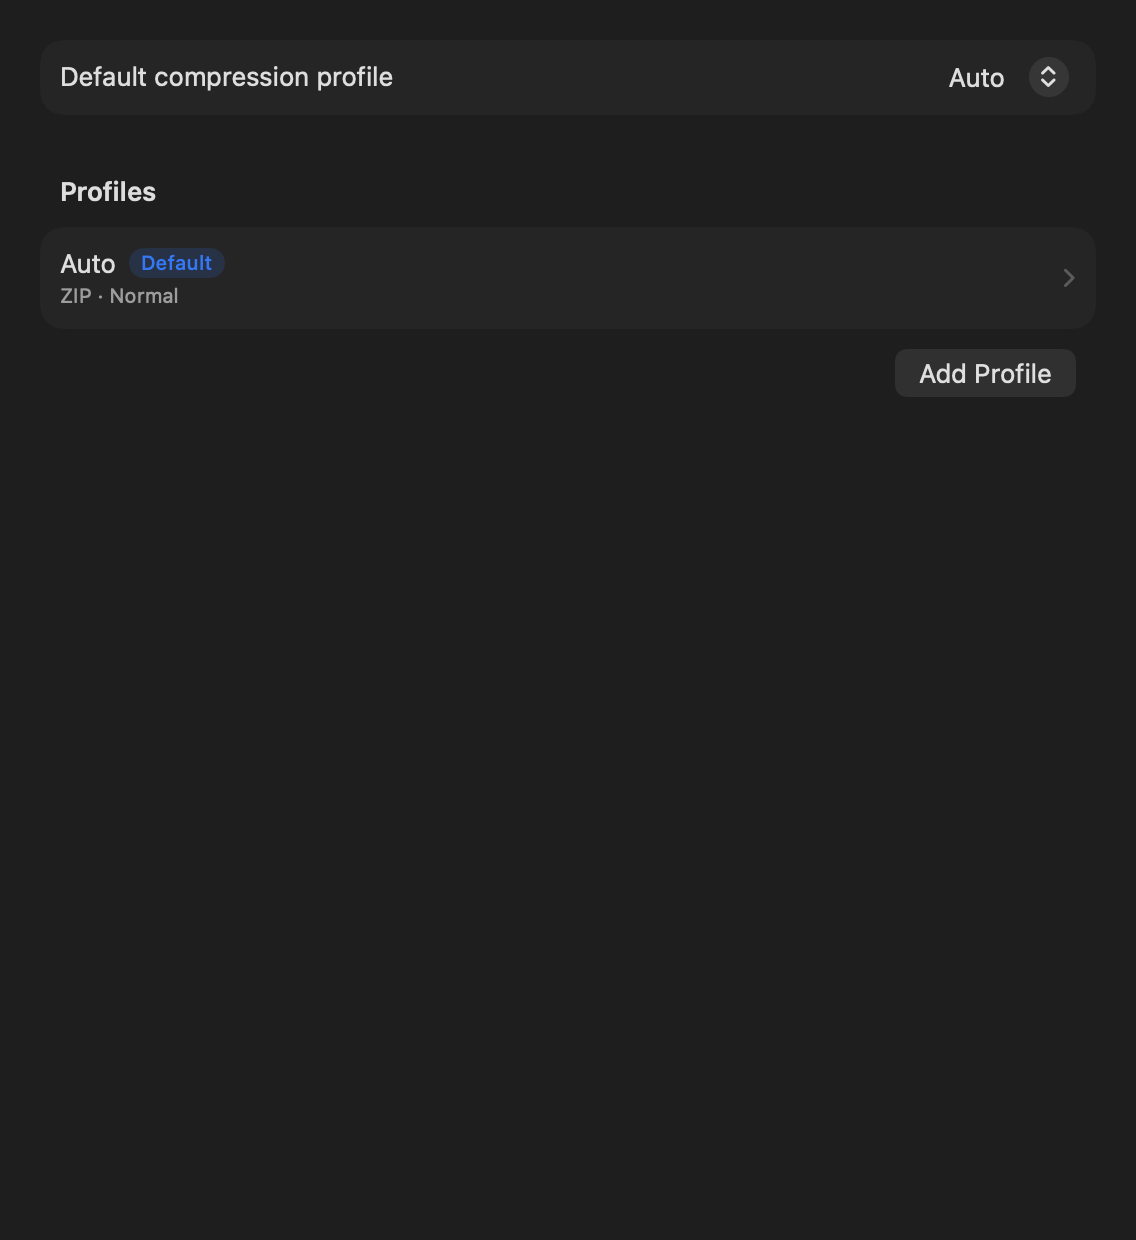 Default compression profile Auto
Profiles
Auto Default
ZIP · Normal
Add Profile